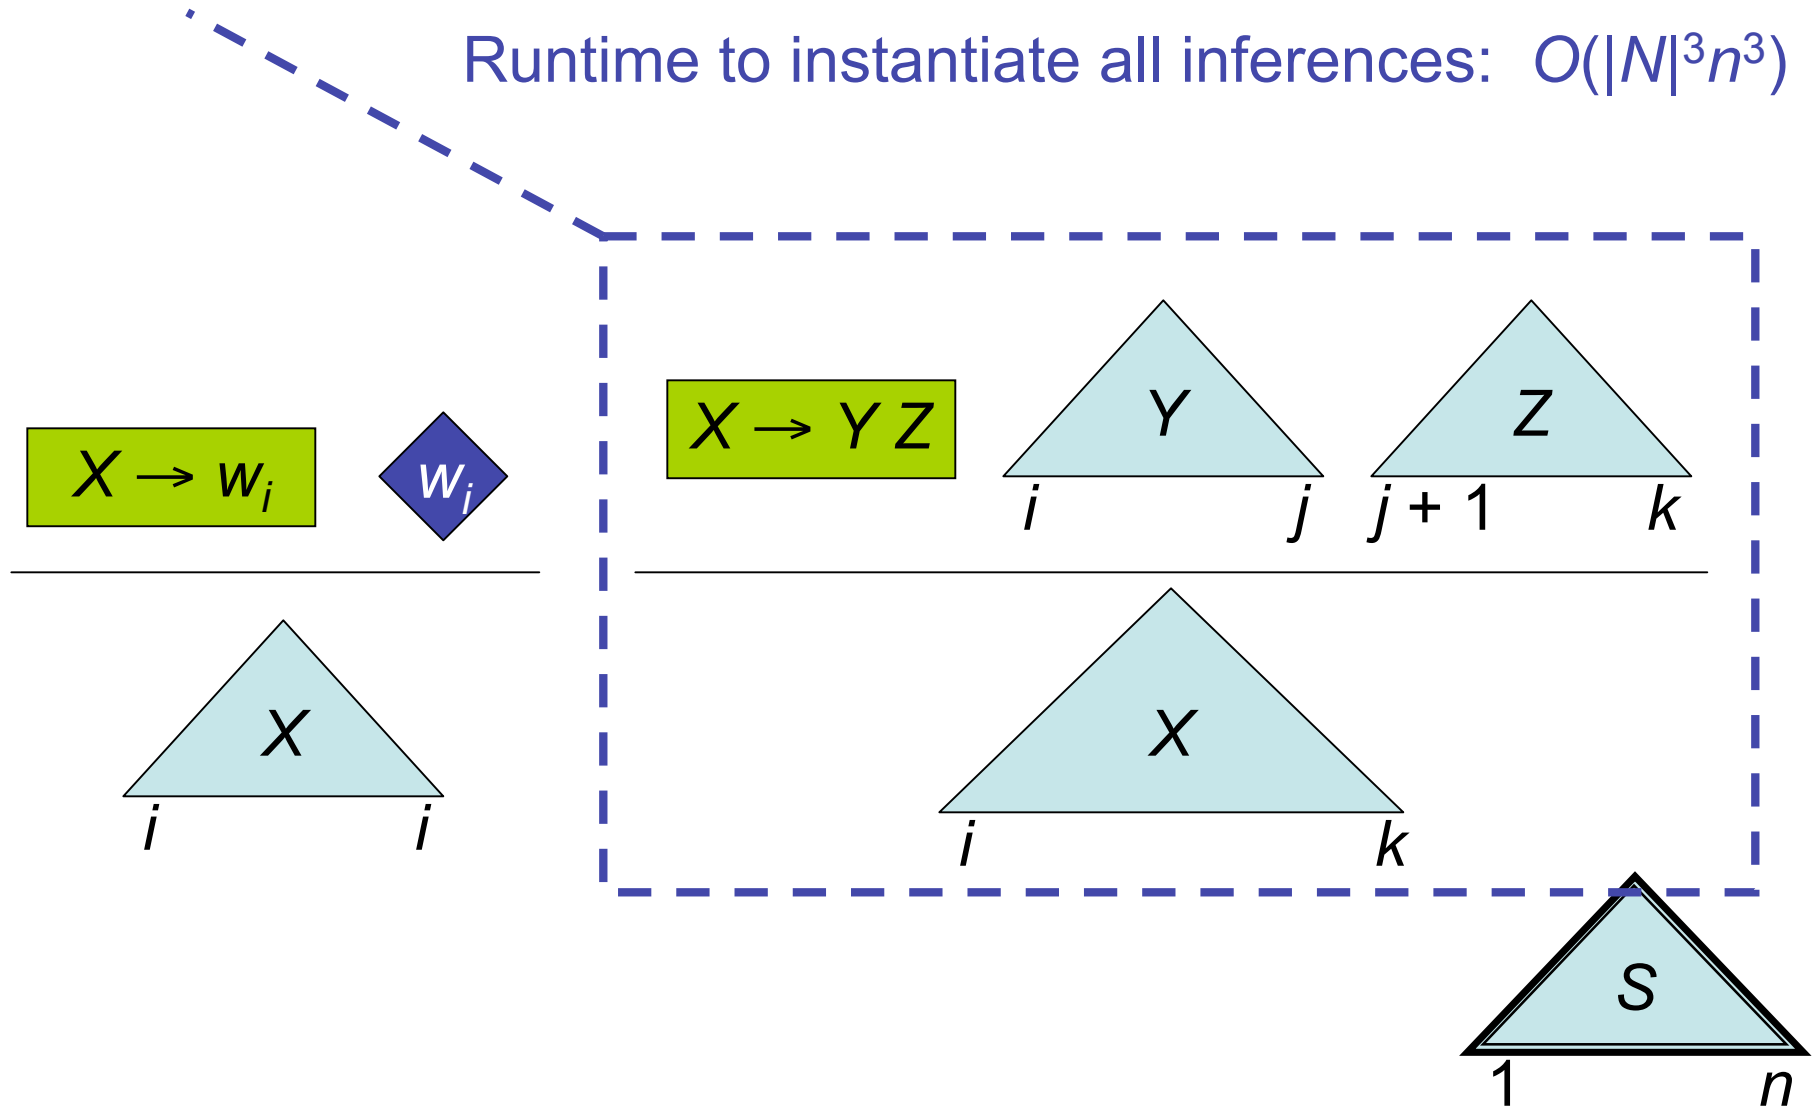 Runtime to instantiate all inferences: O(|N|³n³)
X → wᵢ
wᵢ
X
i i
X → Y Z
Y
Z
i j j + 1 k
X
i k
S
1 n